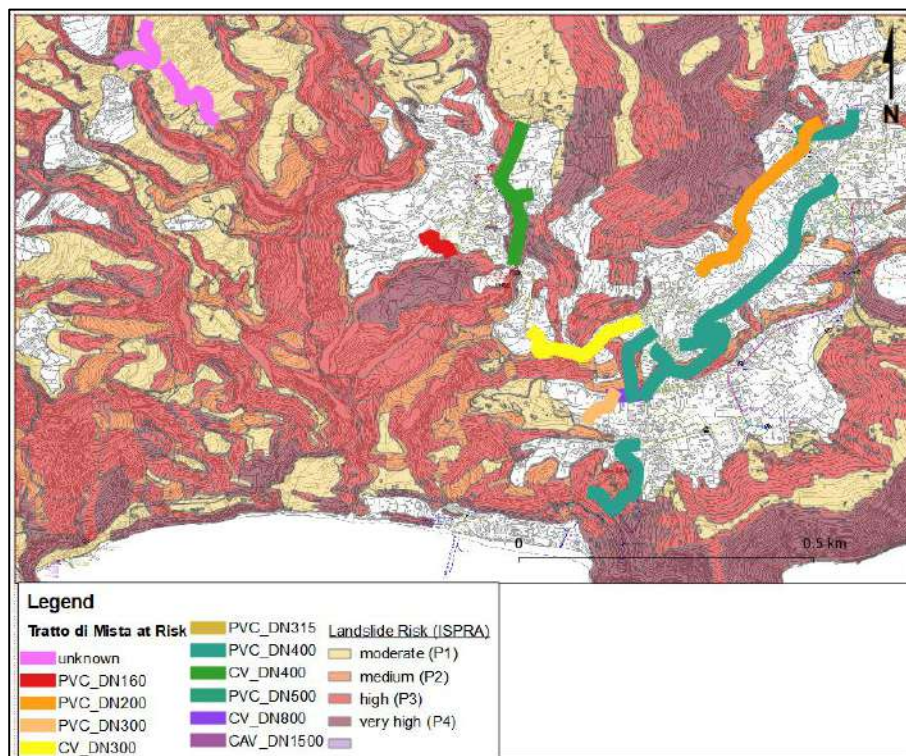 N
0 0.5 km
Legend
Tratto di Mista at Risk
unknown
PVC_DN160
PVC_DN200
PVC_DN300
CV_DN300
PVC_DN315
PVC_DN400
CV_DN400
PVC_DN500
CV_DN800
CAV_DN1500
Landslide Risk (ISPRA)
moderate (P1)
medium (P2)
high (P3)
very high (P4)